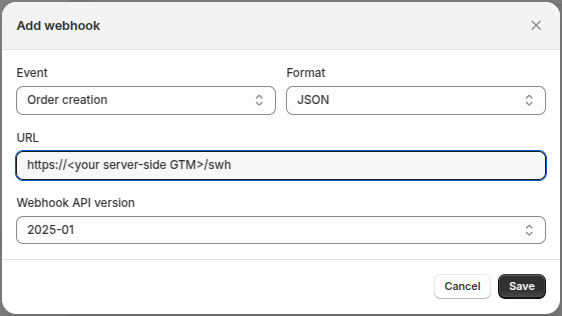 Add webhook
Event
Format
Order creation
JSON
URL
https://<your server-side GTM>/swh
Webhook API version
2025-01
Cancel
Save